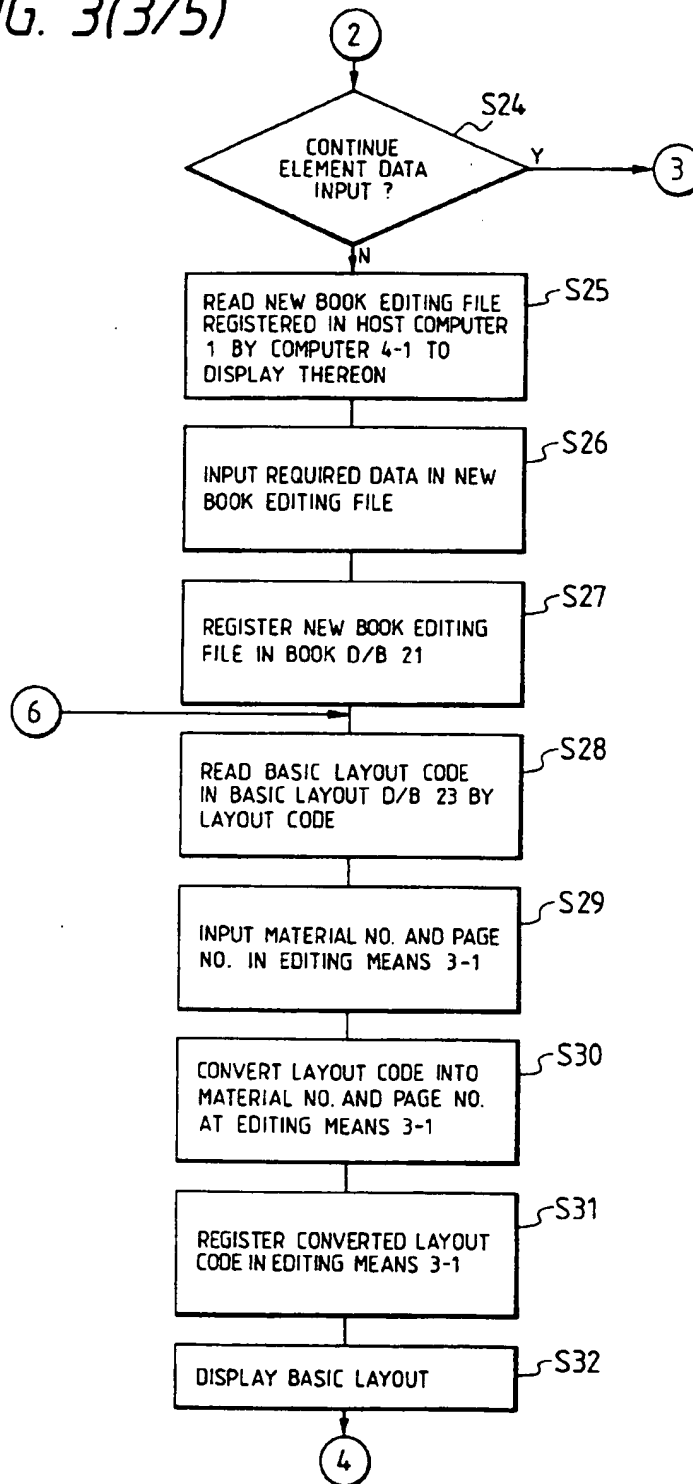 FIG. 3(3/5)
2
S24
CONTINUE
ELEMENT DATA
INPUT ?
Y
3
N
S25
READ NEW BOOK EDITING FILE
REGISTERED IN HOST COMPUTER
1 BY COMPUTER 4-1 TO
DISPLAY THEREON
S26
INPUT REQUIRED DATA IN NEW
BOOK EDITING FILE
S27
REGISTER NEW BOOK EDITING
FILE IN BOOK D/B 21
6
S28
READ BASIC LAYOUT CODE
IN BASIC LAYOUT D/B 23 BY
LAYOUT CODE
S29
INPUT MATERIAL NO. AND PAGE
NO. IN EDITING MEANS 3-1
S30
CONVERT LAYOUT CODE INTO
MATERIAL NO. AND PAGE NO.
AT EDITING MEANS 3-1
S31
REGISTER CONVERTED LAYOUT
CODE IN EDITING MEANS 3-1
S32
DISPLAY BASIC LAYOUT
4